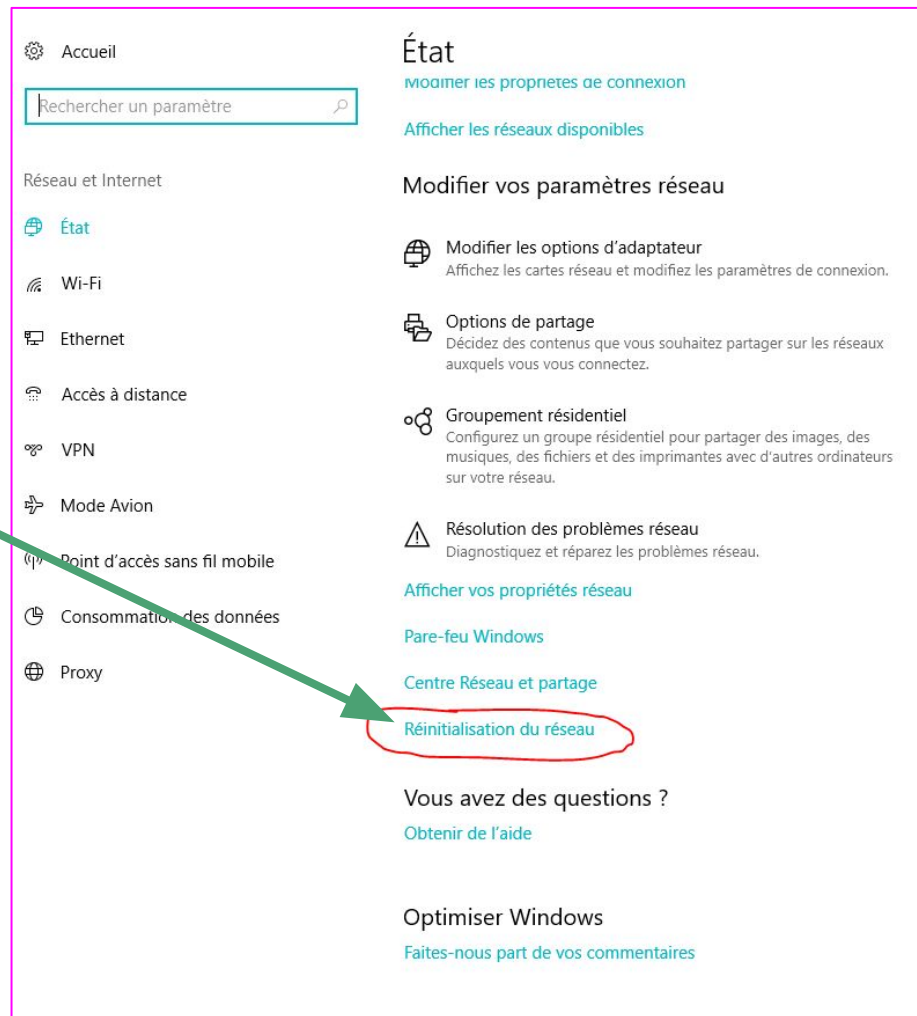 Accueil
Rechercher un paramètre
Réseau et Internet
État
Wi-Fi
Ethernet
Accès à distance
VPN
Mode Avion
Point d'accès sans fil mobile
Consommation des données
Proxy
État
Modifier les propriétés de connexion
Afficher les réseaux disponibles
Modifier vos paramètres réseau
Modifier les options d'adaptateur
Affichez les cartes réseau et modifiez les paramètres de connexion.
Options de partage
Décidez des contenus que vous souhaitez partager sur les réseaux
auxquels vous vous connectez.
Groupement résidentiel
Configurez un groupe résidentiel pour partager des images, des
musiques, des fichiers et des imprimantes avec d'autres ordinateurs
sur votre réseau.
Résolution des problèmes réseau
Diagnostiquez et réparez les problèmes réseau.
Afficher vos propriétés réseau
Pare-feu Windows
Centre Réseau et partage
Réinitialisation du réseau
Vous avez des questions ?
Obtenir de l'aide
Optimiser Windows
Faites-nous part de vos commentaires